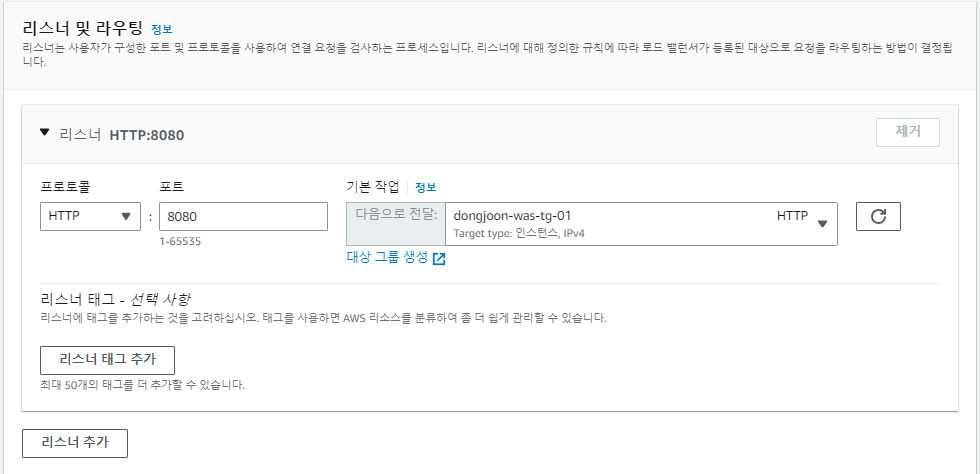 리스너 및 라우팅 정보
리스너는 사용자가 구성한 포트 및 프로토콜을 사용하여 연결 요청을 검사하는 프로세스입니다. 리스너에 대해 정의한 규칙에 따라 로드 밸런서가 등록된 대상으로 요청을 라우팅하는 방법이 결정됩
니다.
리스너 HTTP:8080
제거
프로토콜 포트 기본 작업 정보
HTTP : 8080 다음으로 전달: dongjoon-was-tg-01 HTTP
Target type: 인스턴스, IPv4
1-65535
대상 그룹 생성
리스너 태그 - 선택 사항
리스너에 태그를 추가하는 것을 고려하십시오. 태그를 사용하면 AWS 리소스를 분류하여 좀 더 쉽게 관리할 수 있습니다.
리스너 태그 추가
최대 50개의 태그를 더 추가할 수 있습니다.
리스너 추가